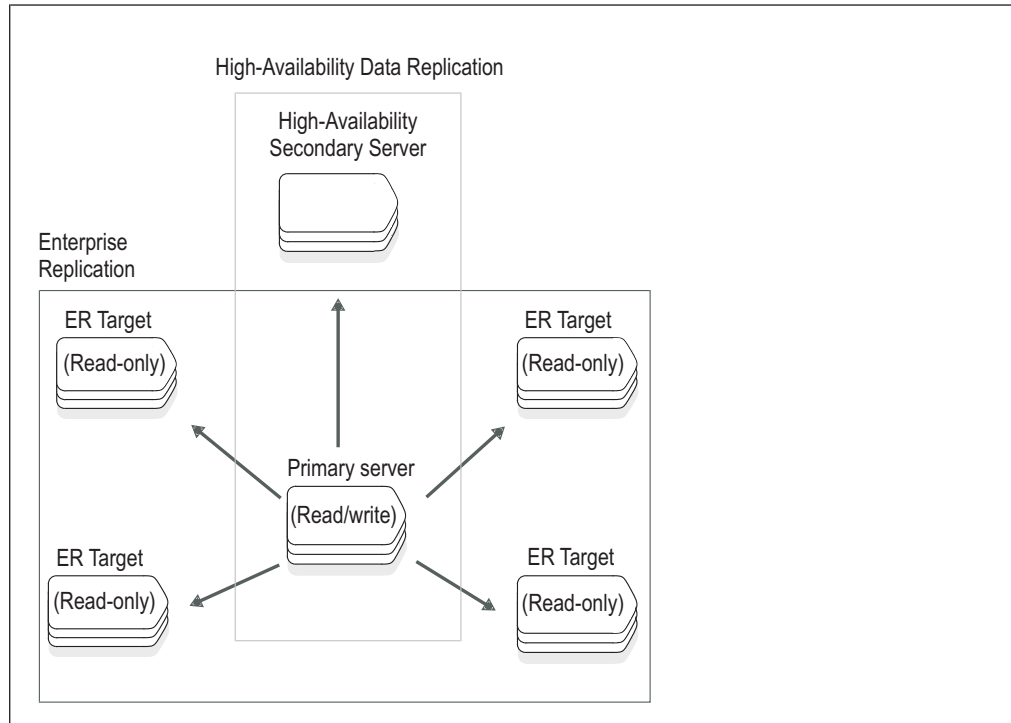 High-Availability Data Replication
High-Availability
Secondary Server
Enterprise
Replication
ER Target
(Read-only)
ER Target
(Read-only)
Primary server
(Read/write)
ER Target
(Read-only)
ER Target
(Read-only)